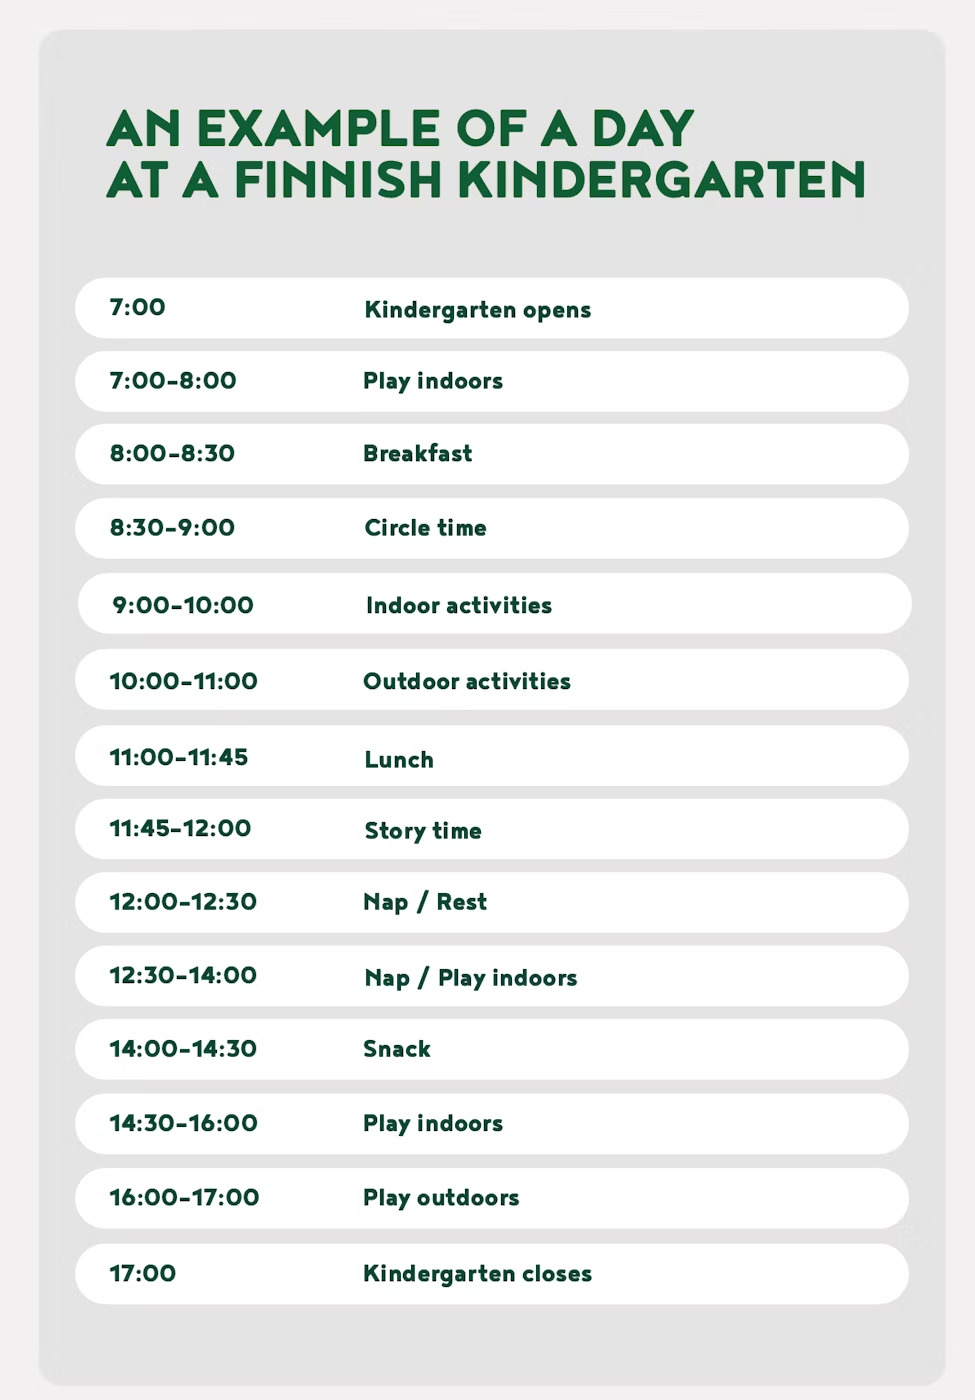 AN EXAMPLE OF A DAY
AT A FINNISH KINDERGARTEN
7:00 Kindergarten opens
7:00-8:00 Play indoors
8:00-8:30 Breakfast
8:30-9:00 Circle time
9:00-10:00 Indoor activities
10:00-11:00 Outdoor activities
11:00-11:45 Lunch
11:45-12:00 Story time
12:00-12:30 Nap / Rest
12:30-14:00 Nap / Play indoors
14:00-14:30 Snack
14:30-16:00 Play indoors
16:00-17:00 Play outdoors
17:00 Kindergarten closes